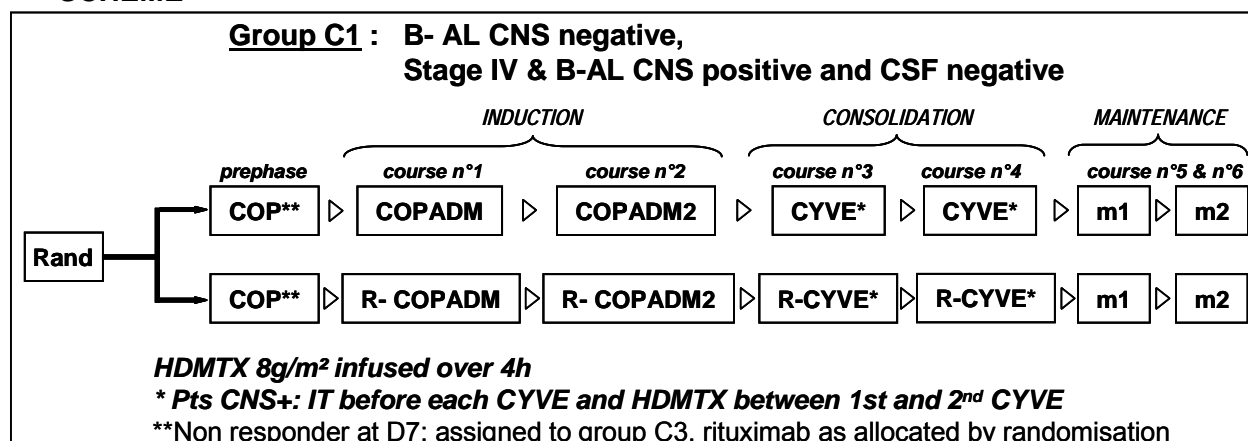 Group C1 : B- AL CNS negative,
Stage IV & B-AL CNS positive and CSF negative
INDUCTION CONSOLIDATION MAINTENANCE
prephase course n°1 course n°2 course n°3 course n°4 course n°5 & n°6
COP** COPADM COPADM2 CYVE* CYVE* m1 m2
Rand
COP** R- COPADM R- COPADM2 R-CYVE* R-CYVE* m1 m2
HDMTX 8g/m² infused over 4h
* Pts CNS+: IT before each CYVE and HDMTX between 1st and 2nd CYVE
**Non responder at D7: assigned to group C3, rituximab as allocated by randomisation